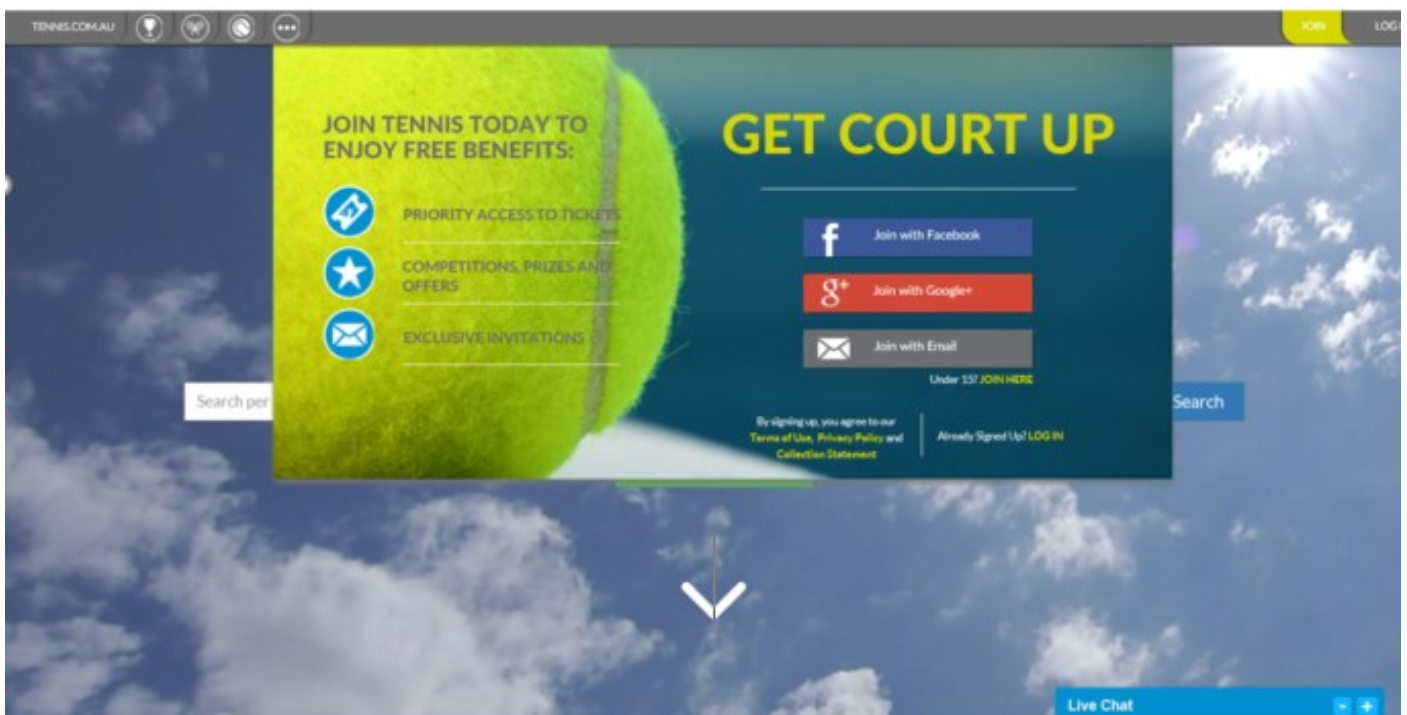 TENNIS.COM.AU
JOIN
LOGI
JOIN TENNIS TODAY TO
ENJOY FREE BENEFITS:
PRIORITY ACCESS TO TICKETS
COMPETITIONS, PRIZES AND
OFFERS
EXCLUSIVE INVITATIONS
GET COURT UP
f Join with Facebook
g+ Join with Google+
Join with Email
Under 15? JOIN HERE
By signing up, you agree to our
Terms of Use, Privacy Policy and
Collection Statement
Already Signed Up? LOG IN
Search per
Search
Live Chat